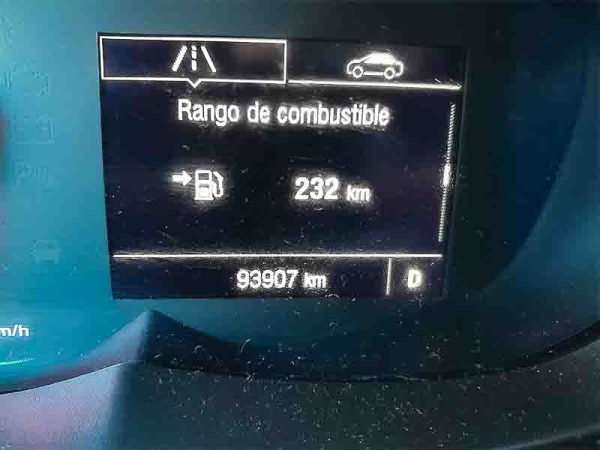 Rango de combustible
232 km
93907 km D
m/h